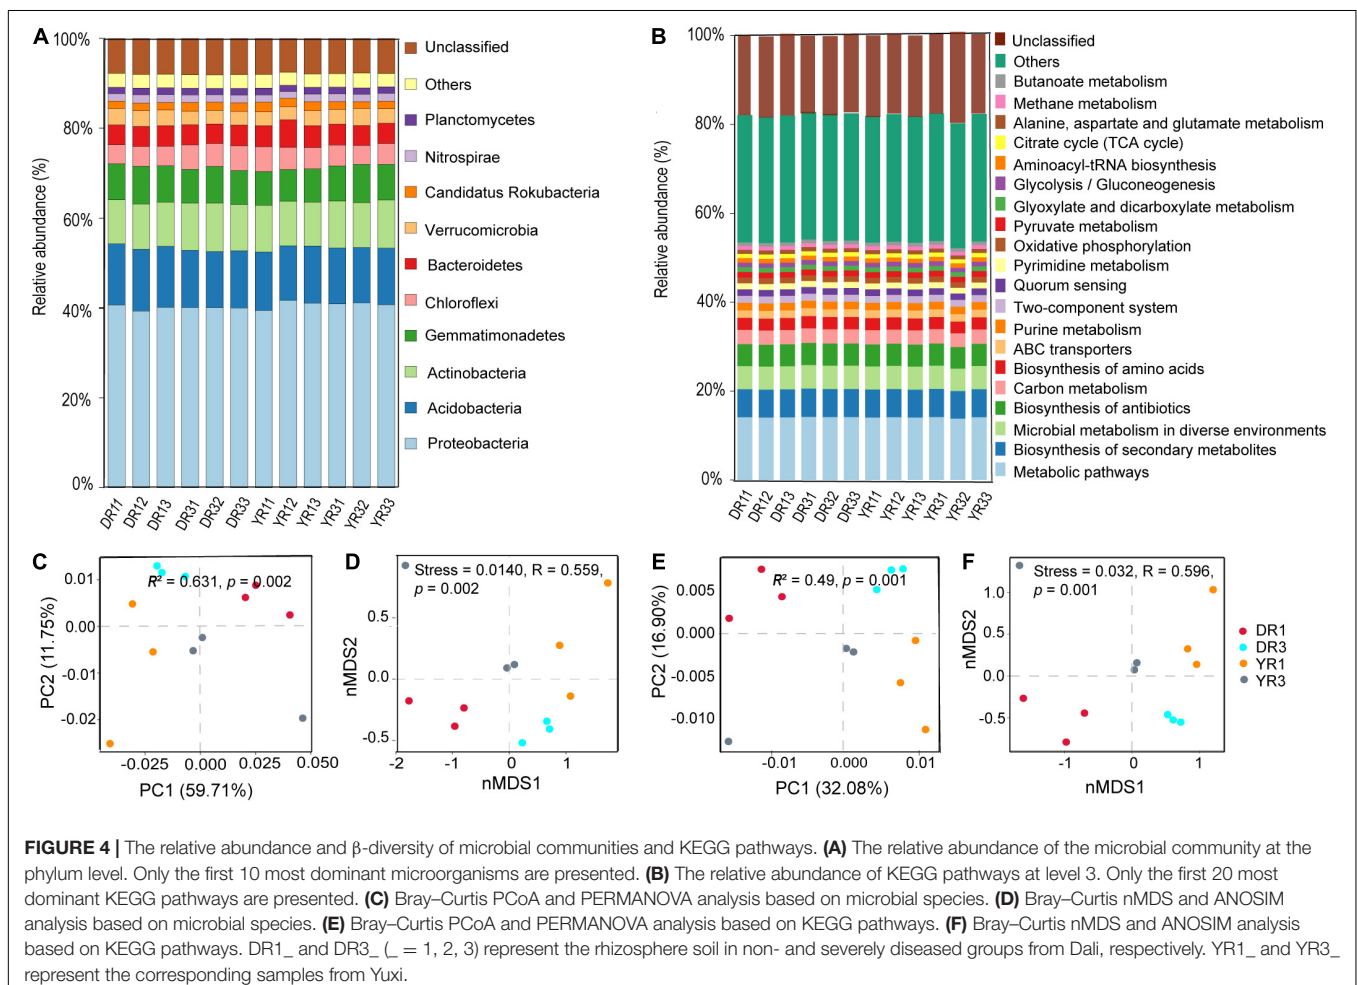 A
100%
80%
60%
40%
20%
0%
Relative abundance (%)
DR11
DR12
DR13
DR31
DR32
DR33
YR11
YR12
YR13
YR31
YR32
YR33
Unclassified
Others
Planctomycetes
Nitrospirae
Candidatus Rokubacteria
Verrucomicrobia
Bacteroidetes
Chloroflexi
Gemmatimonadetes
Actinobacteria
Acidobacteria
Proteobacteria
B
100%
80%
60%
40%
20%
0%
Relative abundance (%)
DR11
DR12
DR13
DR31
DR32
DR33
YR11
YR12
YR13
YR31
YR32
YR33
Unclassified
Others
Butanoate metabolism
Methane metabolism
Alanine, aspartate and glutamate metabolism
Citrate cycle (TCA cycle)
Aminoacyl-tRNA biosynthesis
Glycolysis / Gluconeogenesis
Glyoxylate and dicarboxylate metabolism
Pyruvate metabolism
Oxidative phosphorylation
Pyrimidine metabolism
Quorum sensing
Two-component system
Purine metabolism
ABC transporters
Biosynthesis of amino acids
Carbon metabolism
Biosynthesis of antibiotics
Microbial metabolism in diverse environments
Biosynthesis of secondary metabolites
Metabolic pathways
C
R² = 0.631, p = 0.002
0.01
0.00
-0.01
-0.02
PC2 (11.75%)
-0.025
0.000
0.025
0.050
PC1 (59.71%)
D
Stress = 0.0140, R = 0.559,
p = 0.002
0.5
0.0
-0.5
nMDS2
-2
-1
0
1
nMDS1
E
R² = 0.49, p = 0.001
0.005
0.000
-0.005
-0.010
PC2 (16.90%)
-0.01
0.000
0.01
PC1 (32.08%)
F
Stress = 0.032, R = 0.596,
p = 0.001
1.0
0.5
0.0
-0.5
nMDS2
-1
0
1
nMDS1
DR1
DR3
YR1
YR3
FIGURE 4 | The relative abundance and β-diversity of microbial communities and KEGG pathways. (A) The relative abundance of the microbial community at the
phylum level. Only the first 10 most dominant microorganisms are presented. (B) The relative abundance of KEGG pathways at level 3. Only the first 20 most
dominant KEGG pathways are presented. (C) Bray–Curtis PCoA and PERMANOVA analysis based on microbial species. (D) Bray–Curtis nMDS and ANOSIM
analysis based on microbial species. (E) Bray–Curtis PCoA and PERMANOVA analysis based on KEGG pathways. (F) Bray–Curtis nMDS and ANOSIM analysis
based on KEGG pathways. DR1_ and DR3_ (_ = 1, 2, 3) represent the rhizosphere soil in non- and severely diseased groups from Dali, respectively. YR1_ and YR3_
represent the corresponding samples from Yuxi.